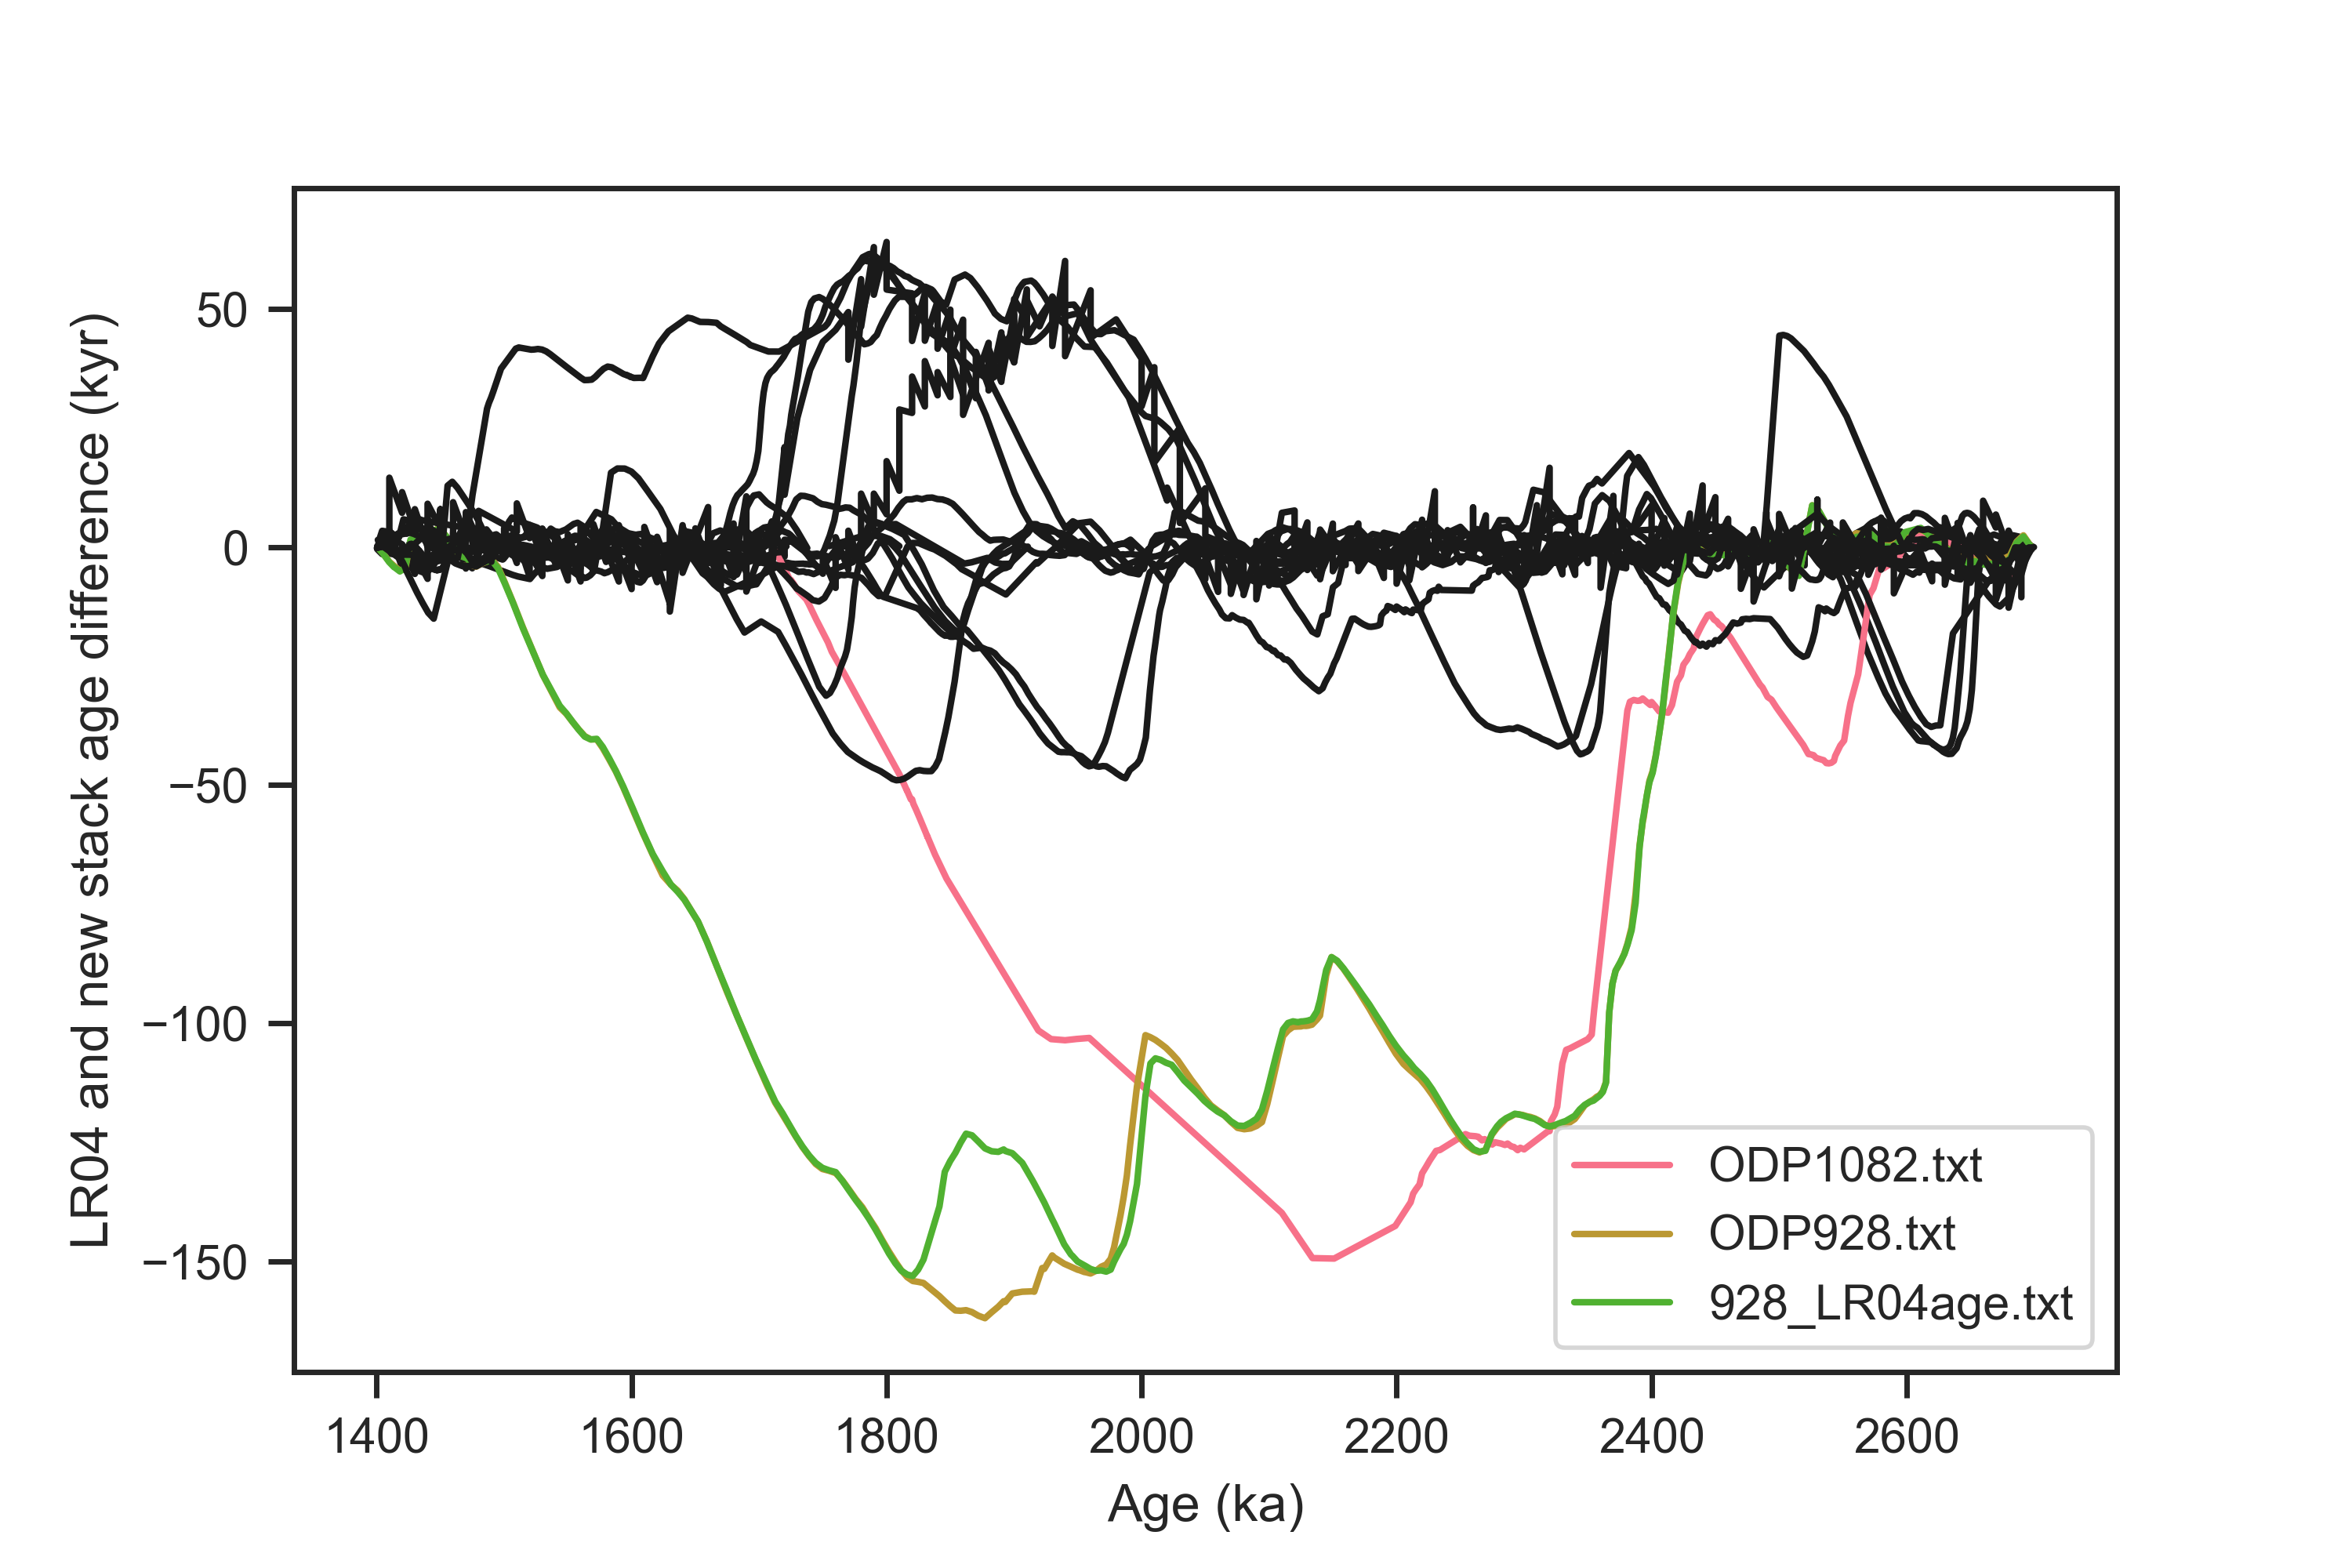 LR04 and new stack age difference (kyr)
50
0
−50
−100
−150
1400
1600
1800
2000
2200
2400
2600
Age (ka)
ODP1082.txt
ODP928.txt
928_LR04age.txt